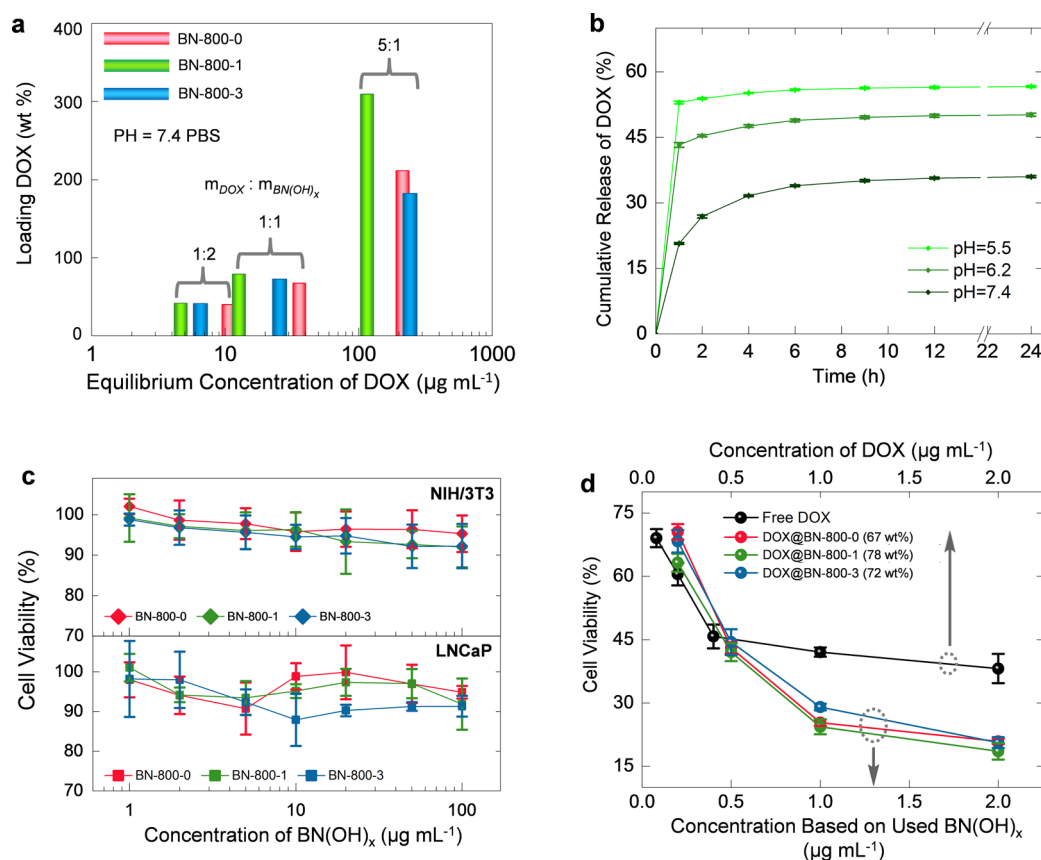 a
Loading DOX (wt %)
400
300
200
100
0
BN-800-0
BN-800-1
BN-800-3
PH = 7.4 PBS
5:1
m_DOX : m_BN(OH)_x
1:1
1:2
1 10 100 1000
Equilibrium Concentration of DOX (µg mL⁻¹)
b
Cumulative Release of DOX (%)
60
45
30
15
0
pH=5.5
pH=6.2
pH=7.4
0 2 4 6 8 10 12 22 24
Time (h)
c
Cell Viability (%)
NIH/3T3
100
90
80
70
BN-800-0 BN-800-1 BN-800-3
LNCaP
100
90
80
70
BN-800-0 BN-800-1 BN-800-3
1 10 100
Concentration of BN(OH)ₓ (µg mL⁻¹)
d
Concentration of DOX (µg mL⁻¹)
0.0 0.5 1.0 1.5 2.0
Cell Viability (%)
75
60
45
30
15
Free DOX
DOX@BN-800-0 (67 wt%)
DOX@BN-800-1 (78 wt%)
DOX@BN-800-3 (72 wt%)
0.0 0.5 1.0 1.5 2.0
Concentration Based on Used BN(OH)ₓ
(µg mL⁻¹)